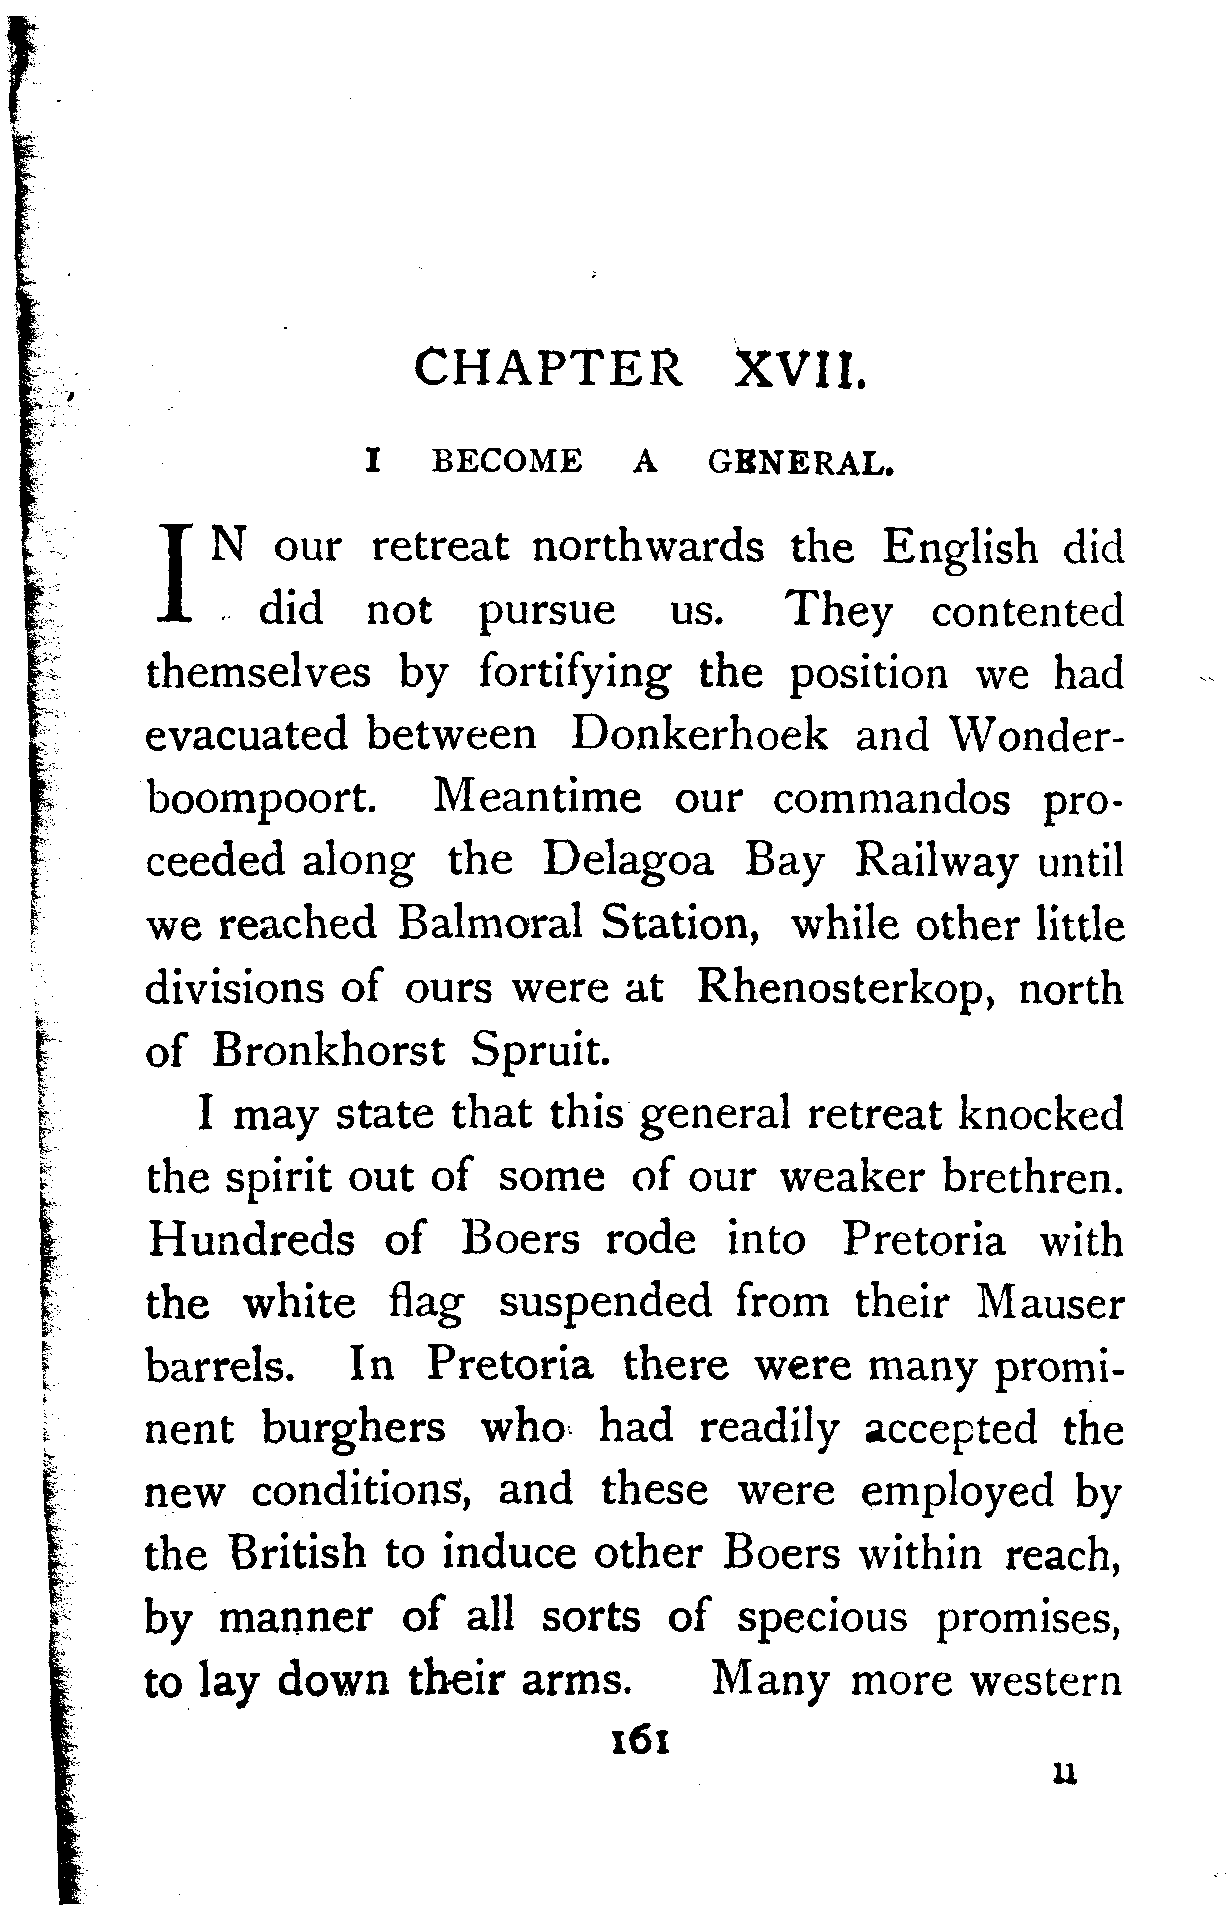 CHAPTER XVII.
I BECOME A GENERAL.
IN our retreat northwards the English did
did not pursue us. They contented
themselves by fortifying the position we had
evacuated between Donkerhoek and Wonder-
boompoort. Meantime our commandos pro-
ceeded along the Delagoa Bay Railway until
we reached Balmoral Station, while other little
divisions of ours were at Rhenosterkop, north
of Bronkhorst Spruit.
I may state that this general retreat knocked
the spirit out of some of our weaker brethren.
Hundreds of Boers rode into Pretoria with
the white flag suspended from their Mauser
barrels. In Pretoria there were many promi-
nent burghers who had readily accepted the
new conditions, and these were employed by
the British to induce other Boers within reach,
by manner of all sorts of specious promises,
to lay down their arms. Many more western
161
11